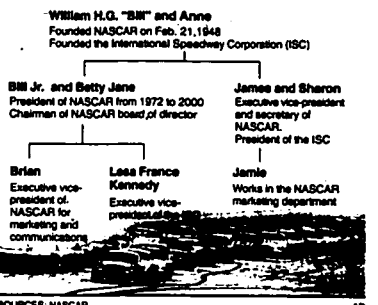 William H.G. "Bill" and Anne
Founded NASCAR on Feb. 21,1948
Founded the International Speedway Corporation (ISC)
Bill Jr. and Betty Jane
President of NASCAR from 1972 to 2000
Chairman of NASCAR board,of director
James and Sharon
Executive vice-president
and secretary of
NASCAR.
President of the ISC
Brian
Executive vice-
president of
NASCAR for
marketing and
communications
Lesa France
Kennedy
Executive vice-
president of the
Jamie
Works in the NASCAR
marketing department
SOURCES: NASCAR